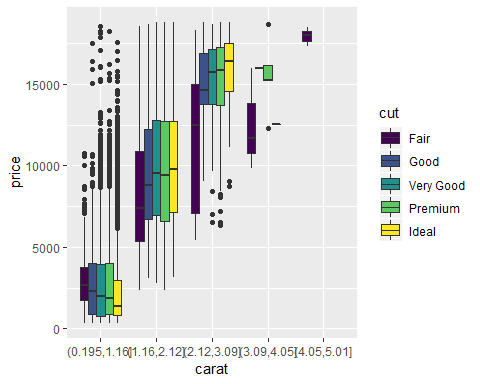 15000
10000
5000
0
price
(0.195,1.16](1.16,2.12](2.12,3.09](3.09,4.05](4.05,5.01]
carat
cut
Fair
Good
Very Good
Premium
Ideal